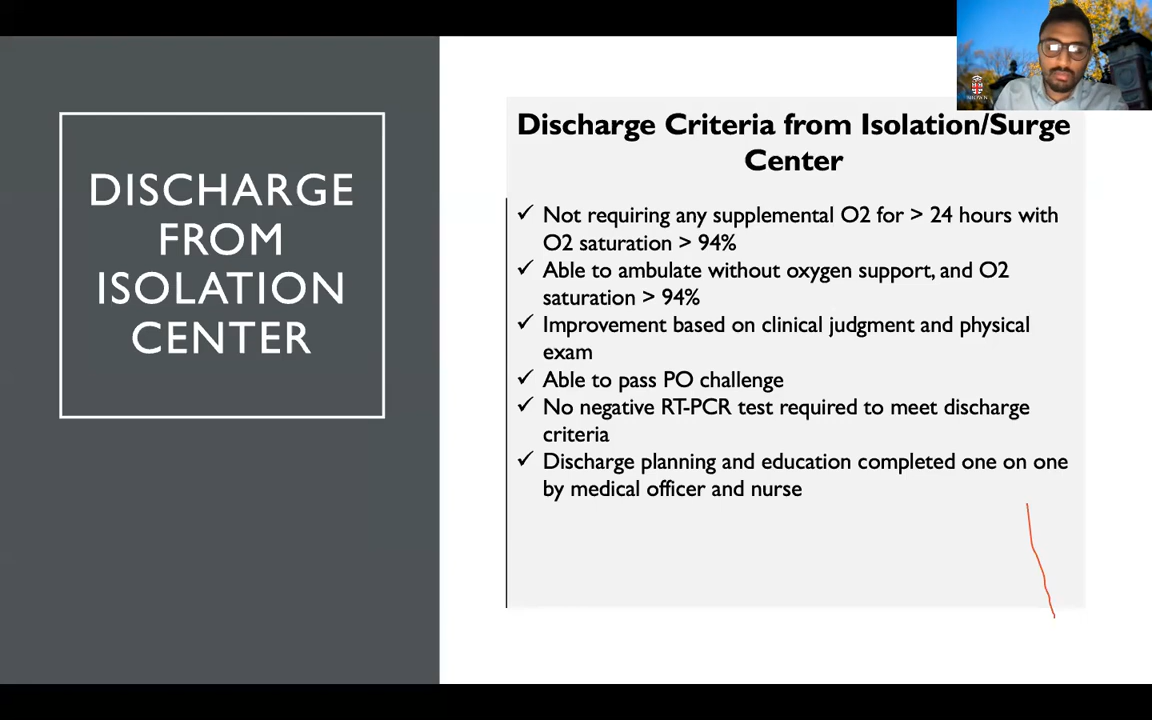 DISCHARGE
FROM
ISOLATION
CENTER
Discharge Criteria from Isolation/Surge
Center
✓ Not requiring any supplemental O2 for > 24 hours with
O2 saturation > 94%
✓ Able to ambulate without oxygen support, and O2
saturation > 94%
✓ Improvement based on clinical judgment and physical
exam
✓ Able to pass PO challenge
✓ No negative RT-PCR test required to meet discharge
criteria
✓ Discharge planning and education completed one on one
by medical officer and nurse